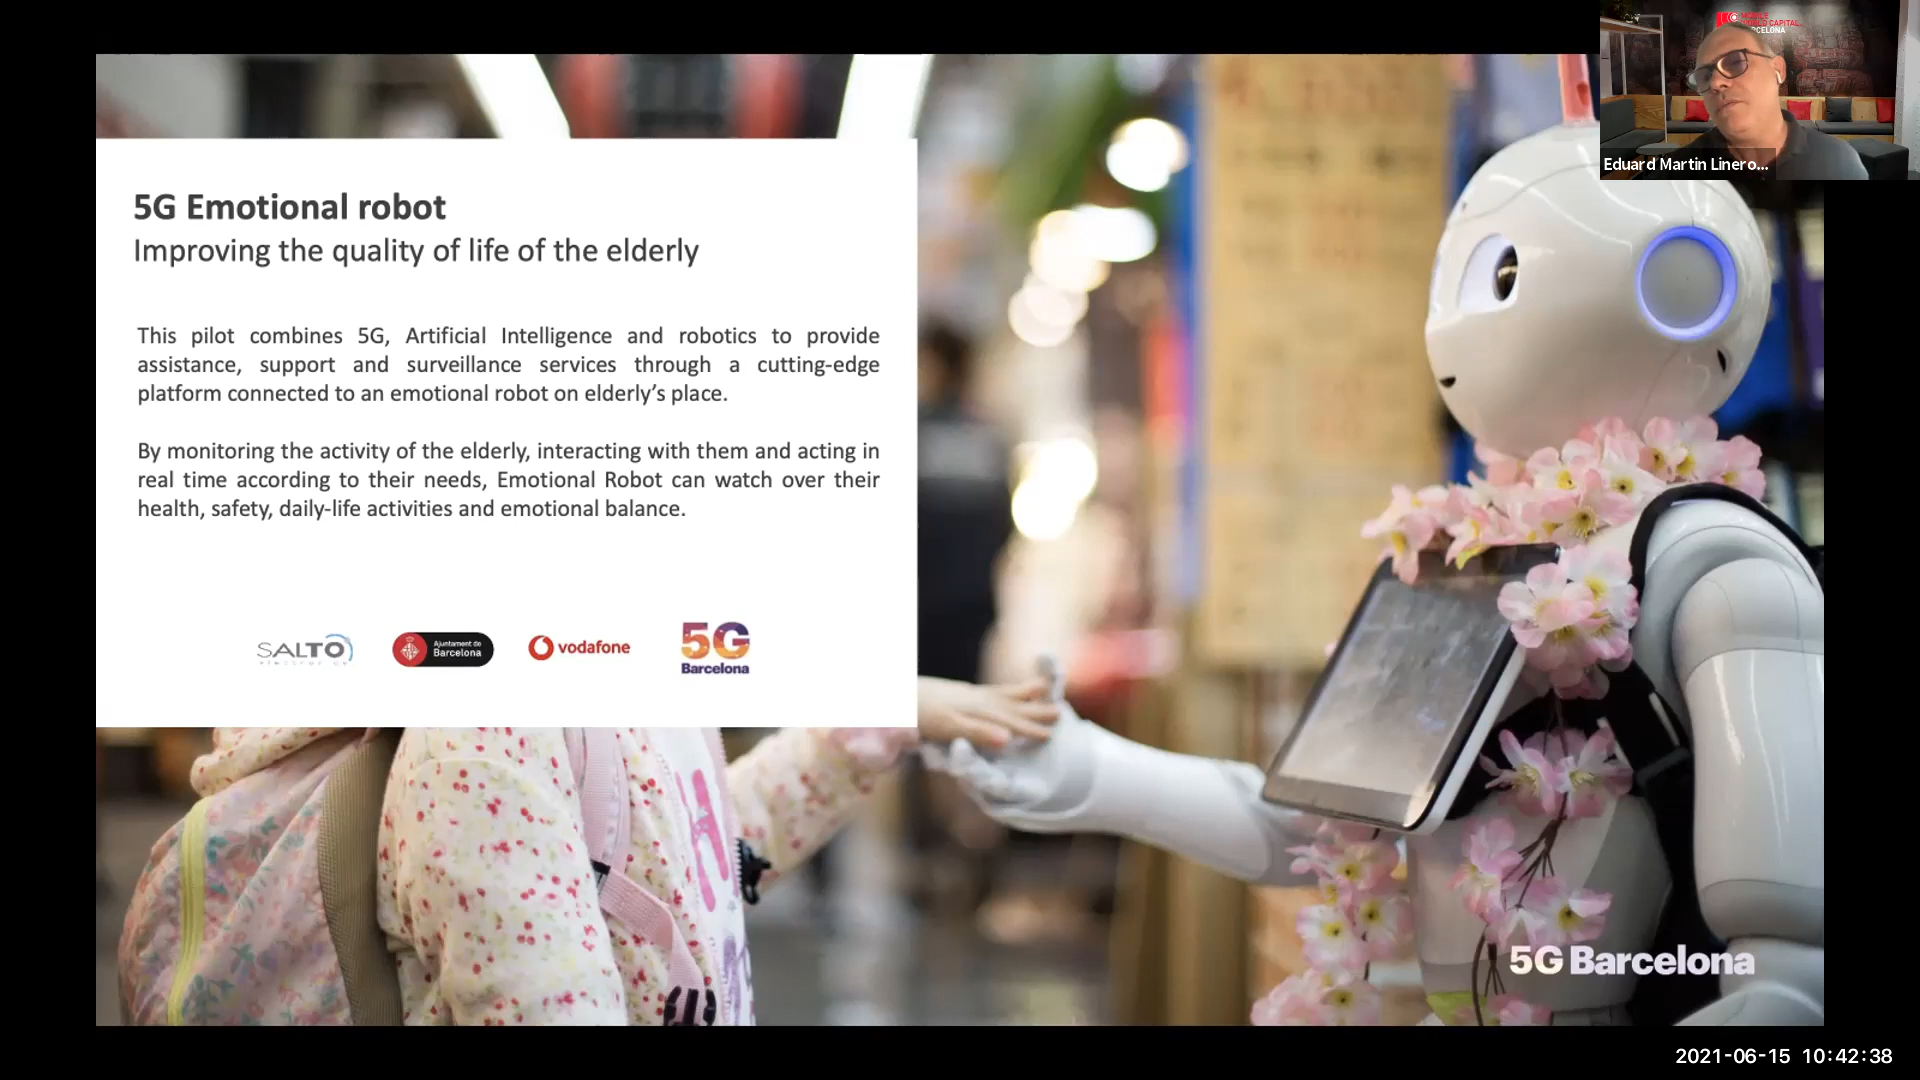 MOBILE
WORLD CAPITAL
BARCELONA
Eduard Martin Linero...
5G Emotional robot
Improving the quality of life of the elderly
This pilot combines 5G, Artificial Intelligence and robotics to provide
assistance, support and surveillance services through a cutting-edge
platform connected to an emotional robot on elderly’s place.
By monitoring the activity of the elderly, interacting with them and acting in
real time according to their needs, Emotional Robot can watch over their
health, safety, daily-life activities and emotional balance.
SALTO
Ajuntament de
Barcelona
vodafone
5G
Barcelona
5G Barcelona
2021-06-15 10:42:38